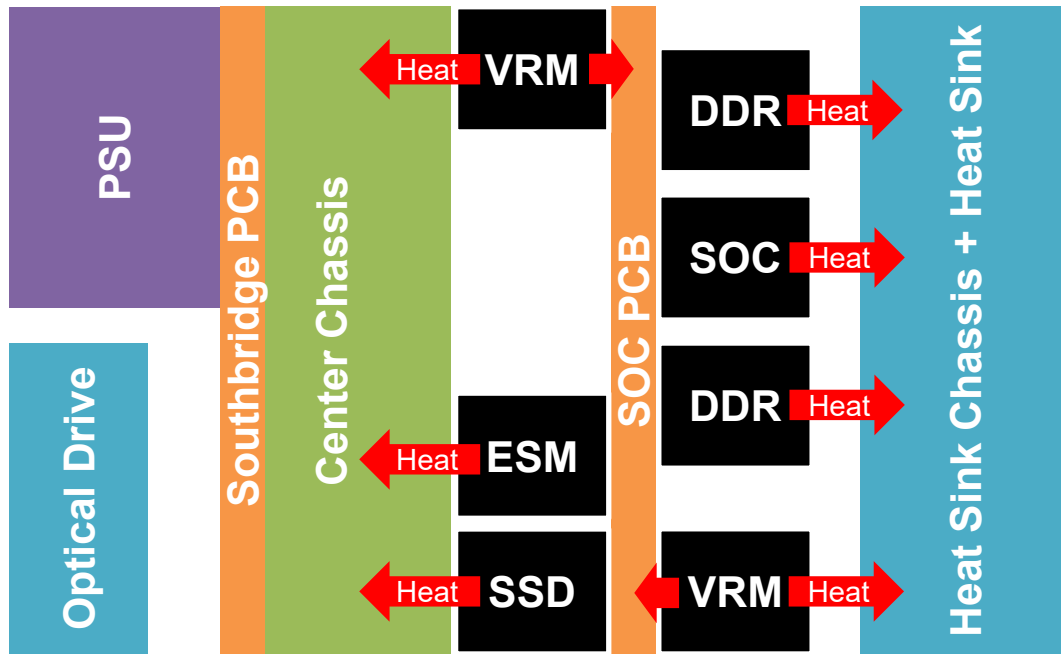 PSU
Optical Drive
Southbridge PCB
Center Chassis
Heat
VRM
Heat
ESM
Heat
SSD
SOC PCB
DDR
Heat
SOC
Heat
DDR
Heat
VRM
Heat
Heat Sink Chassis + Heat Sink